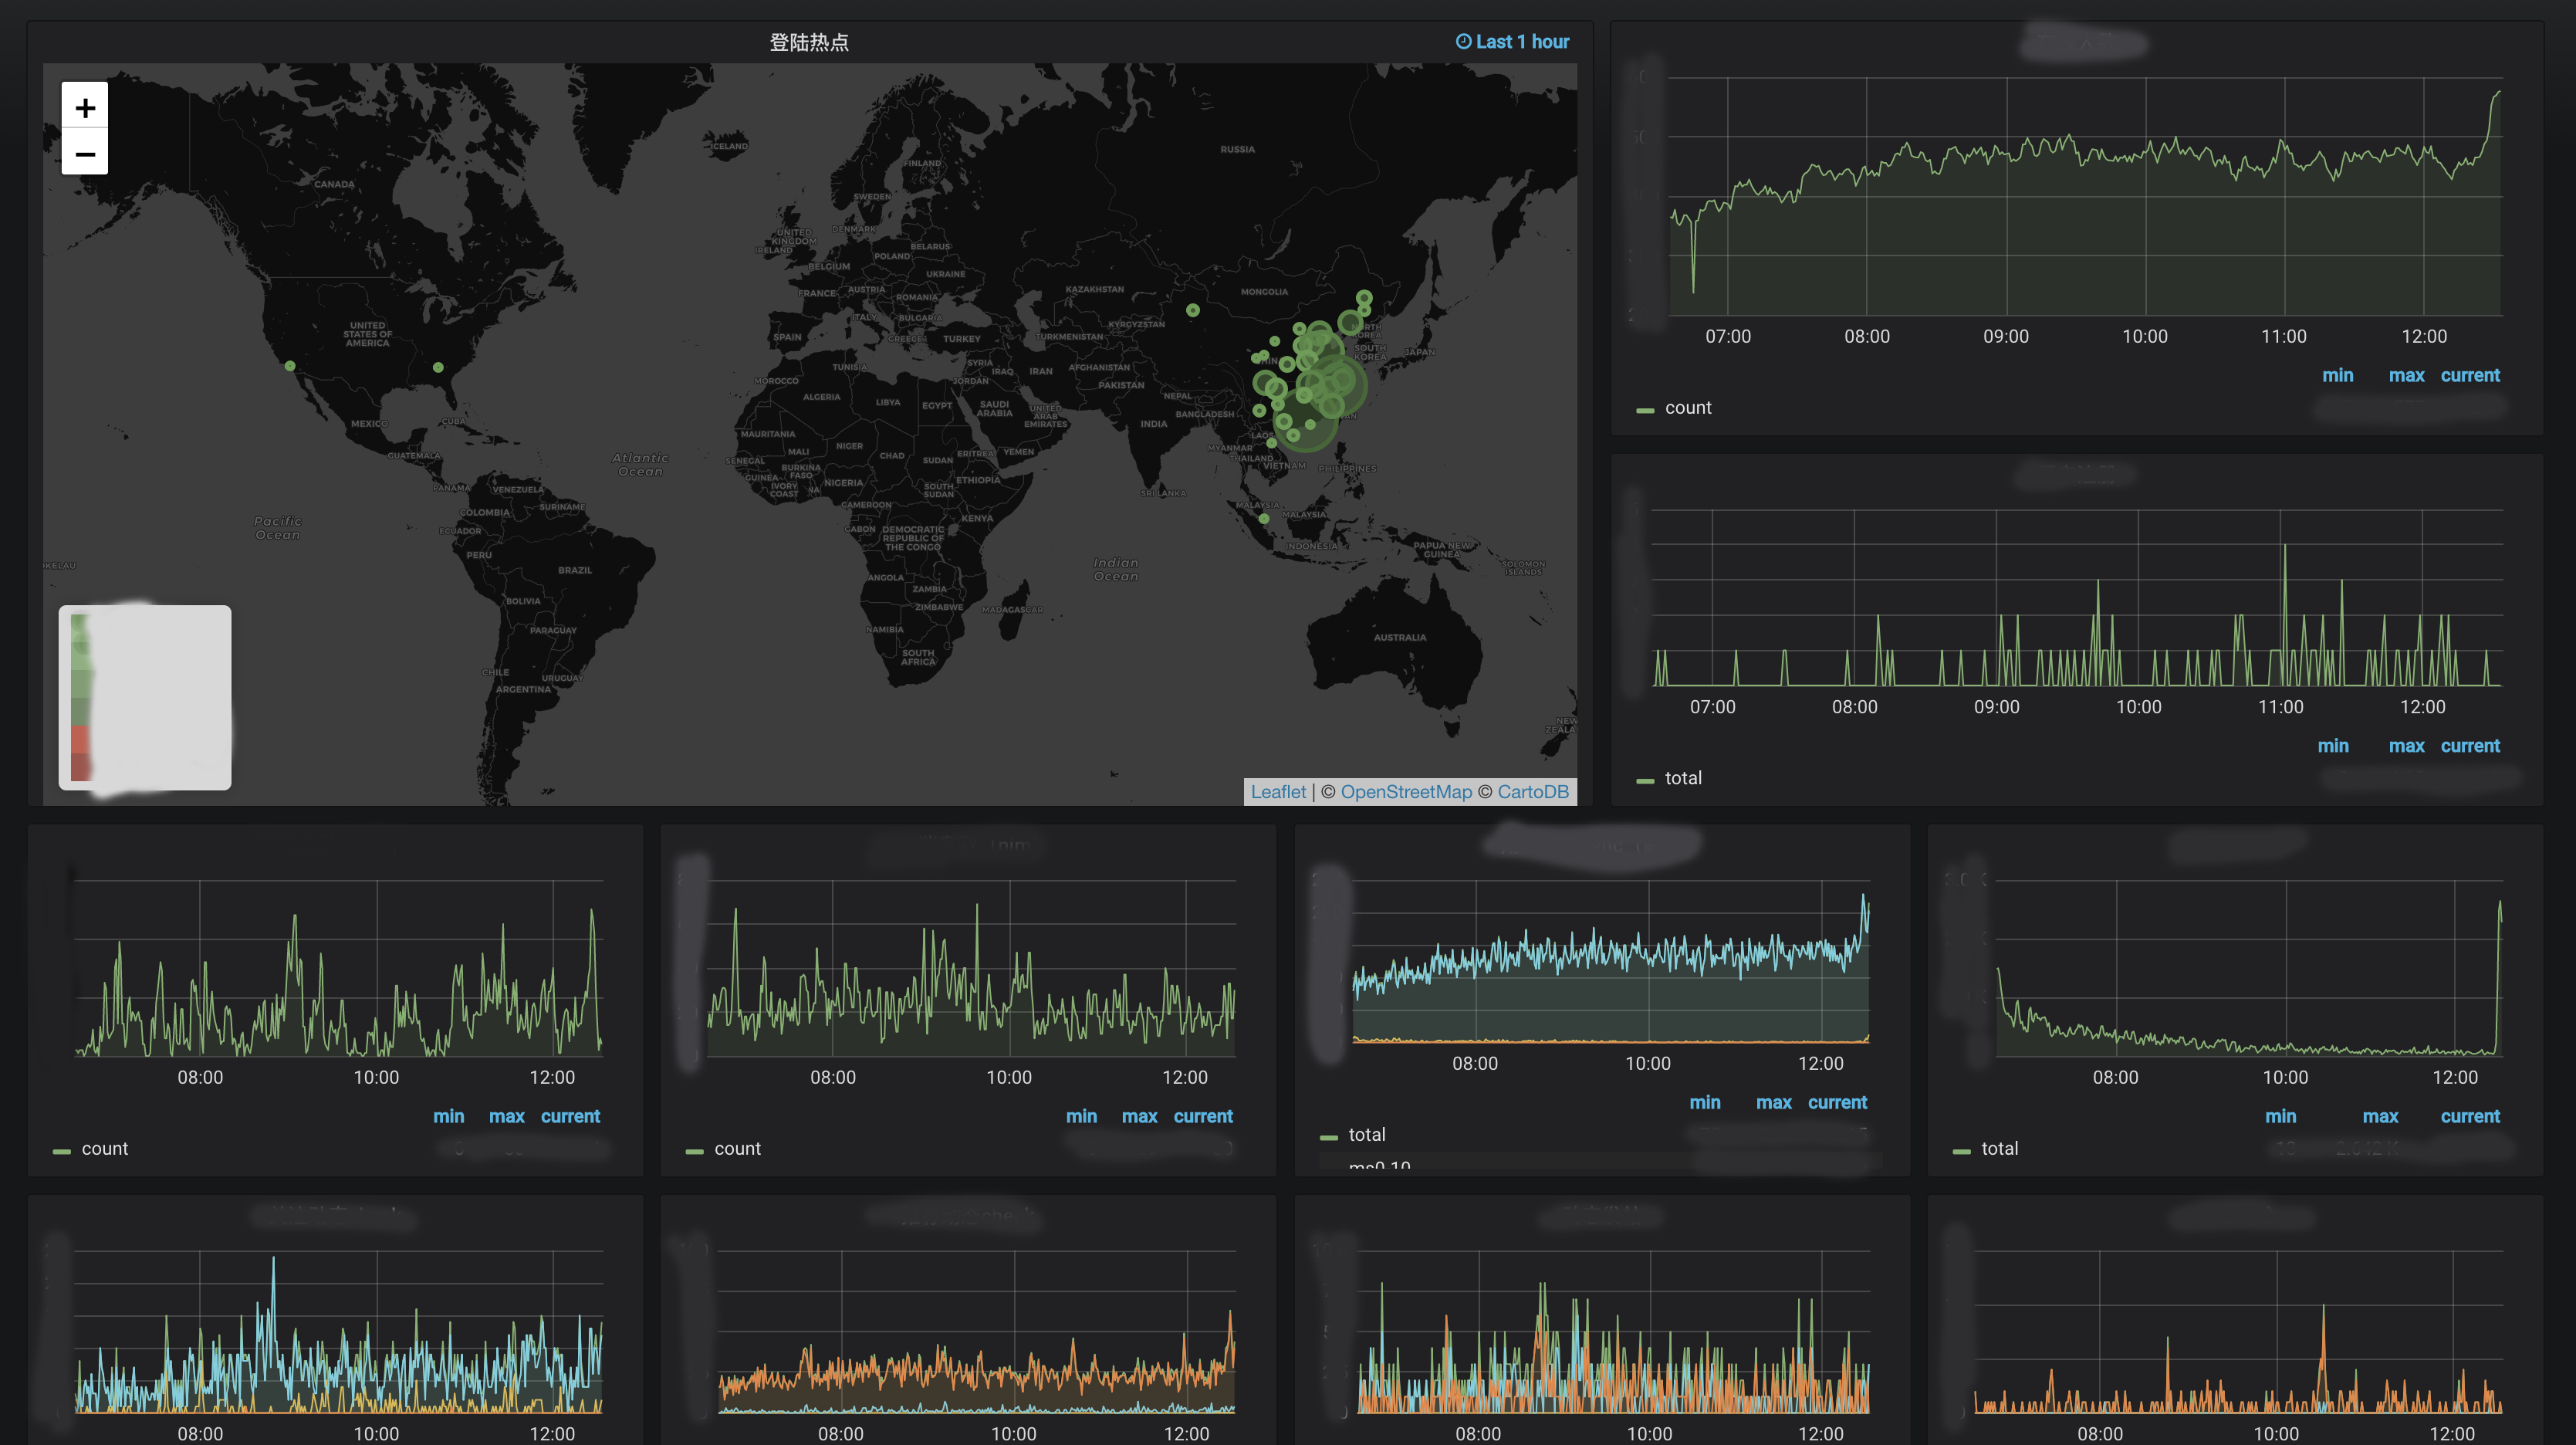 登陆热点
Last 1 hour
+
−
ICELAND
RUSSIA
FINLAND
CANADA
SWEDEN
UNITED
KINGDOM
DENMARK
IRELAND
BELARUS
POLAND
BELGIUM
UKRAINE
FRANCE
AUSTRIA
ROMANIA
KAZAKHSTAN
MONGOLIA
ITALY
BULGARIA
UNITED
STATES OF
AMERICA
SPAIN
GREECE
TURKEY
KYRGYZSTAN
TURKMENISTAN
KOREA
SOUTH
KOREA
JAPAN
TUNISIA
SYRIA
IRAQ
IRAN
AFGHANISTAN
MOROCCO
JORDAN
PAKISTAN
ALGERIA
LIBYA
EGYPT
SAUDI
ARABIA
UNITED
ARAB
EMIRATES
NEPAL
BANGLADESH
MEXICO
CUBA
INDIA
MAURITANIA
MALI
NIGER
CHAD
SUDAN
ERITREA
YEMEN
MYANMAR
LAOS
THAILAND
VIETNAM
PHILIPPINES
GUATEMALA
Atlantic
Ocean
SENEGAL
BURKINA
FASO
GUINEA
IVORY
COAST
NA
NIGERIA
SOUTH
SUDAN
ETHIOPIA
SRI LANKA
PANAMA
VENEZUELA
SURINAME
COLOMBIA
CAMEROON
KENYA
MALAYSIA
MALAYSIA
Pacific
Ocean
ECUADOR
GABON
DEMOCRATIC
REPUBLIC OF
THE CONGO
INDONESIA
PAPUA NEW
GUINEA
PERU
KELAU
BRAZIL
Indian
Ocean
SOLOMON
ISLANDS
ANGOLA
ZAMBIA
BOLIVIA
ZIMBABWE
MADAGASCAR
PARAGUAY
NAMIBIA
AUSTRALIA
SOUTH
AFRICA
CHILE
URUGUAY
ARGENTINA
NEW
ZEALA
Leaflet | © OpenStreetMap © CartoDB
07:00 08:00 09:00 10:00 11:00 12:00
min max current
count
07:00 08:00 09:00 10:00 11:00 12:00
min max current
total
08:00 10:00 12:00
min max current
count
08:00 10:00 12:00
min max current
count
08:00 10:00 12:00
min max current
total
ms0-10
08:00 10:00 12:00
min max current
total
08:00 10:00 12:00
08:00 10:00 12:00
08:00 10:00 12:00
08:00 10:00 12:00